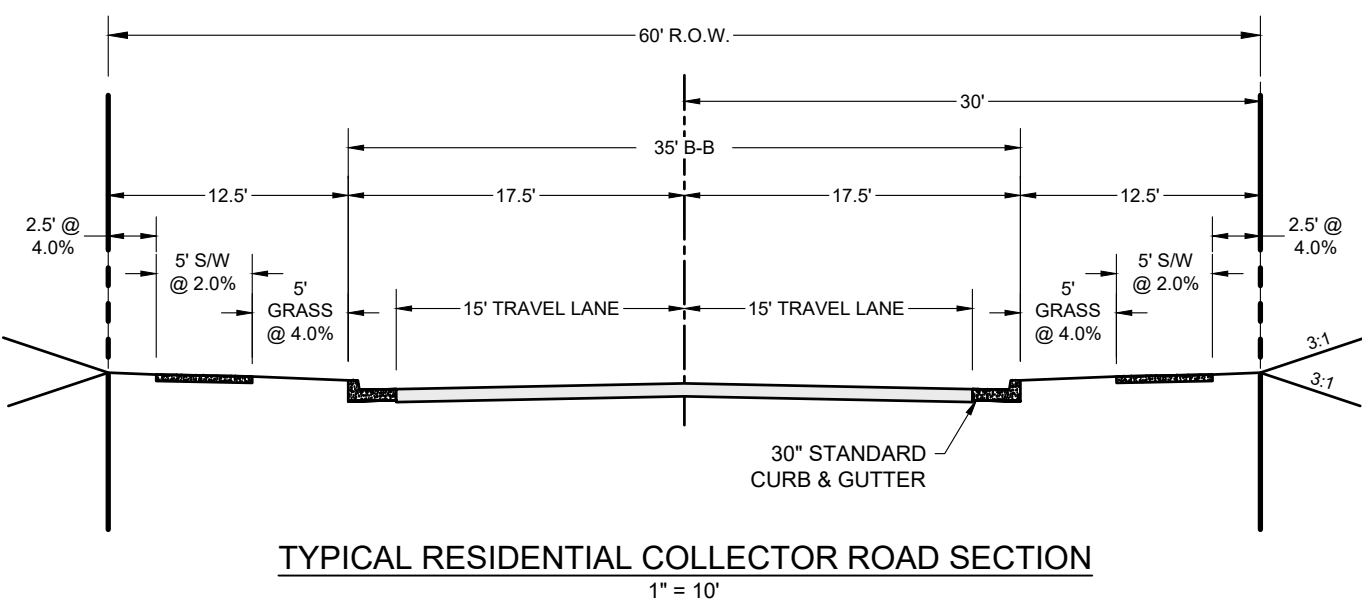 60' R.O.W.
30'
35' B-B
12.5'
17.5'
17.5'
12.5'
2.5' @
4.0%
5' S/W
@ 2.0%
5'
GRASS
@ 4.0%
15' TRAVEL LANE
15' TRAVEL LANE
5'
GRASS
@ 4.0%
5' S/W
@ 2.0%
2.5' @
4.0%
3:1
3:1
30" STANDARD
CURB & GUTTER
TYPICAL RESIDENTIAL COLLECTOR ROAD SECTION
1" = 10'